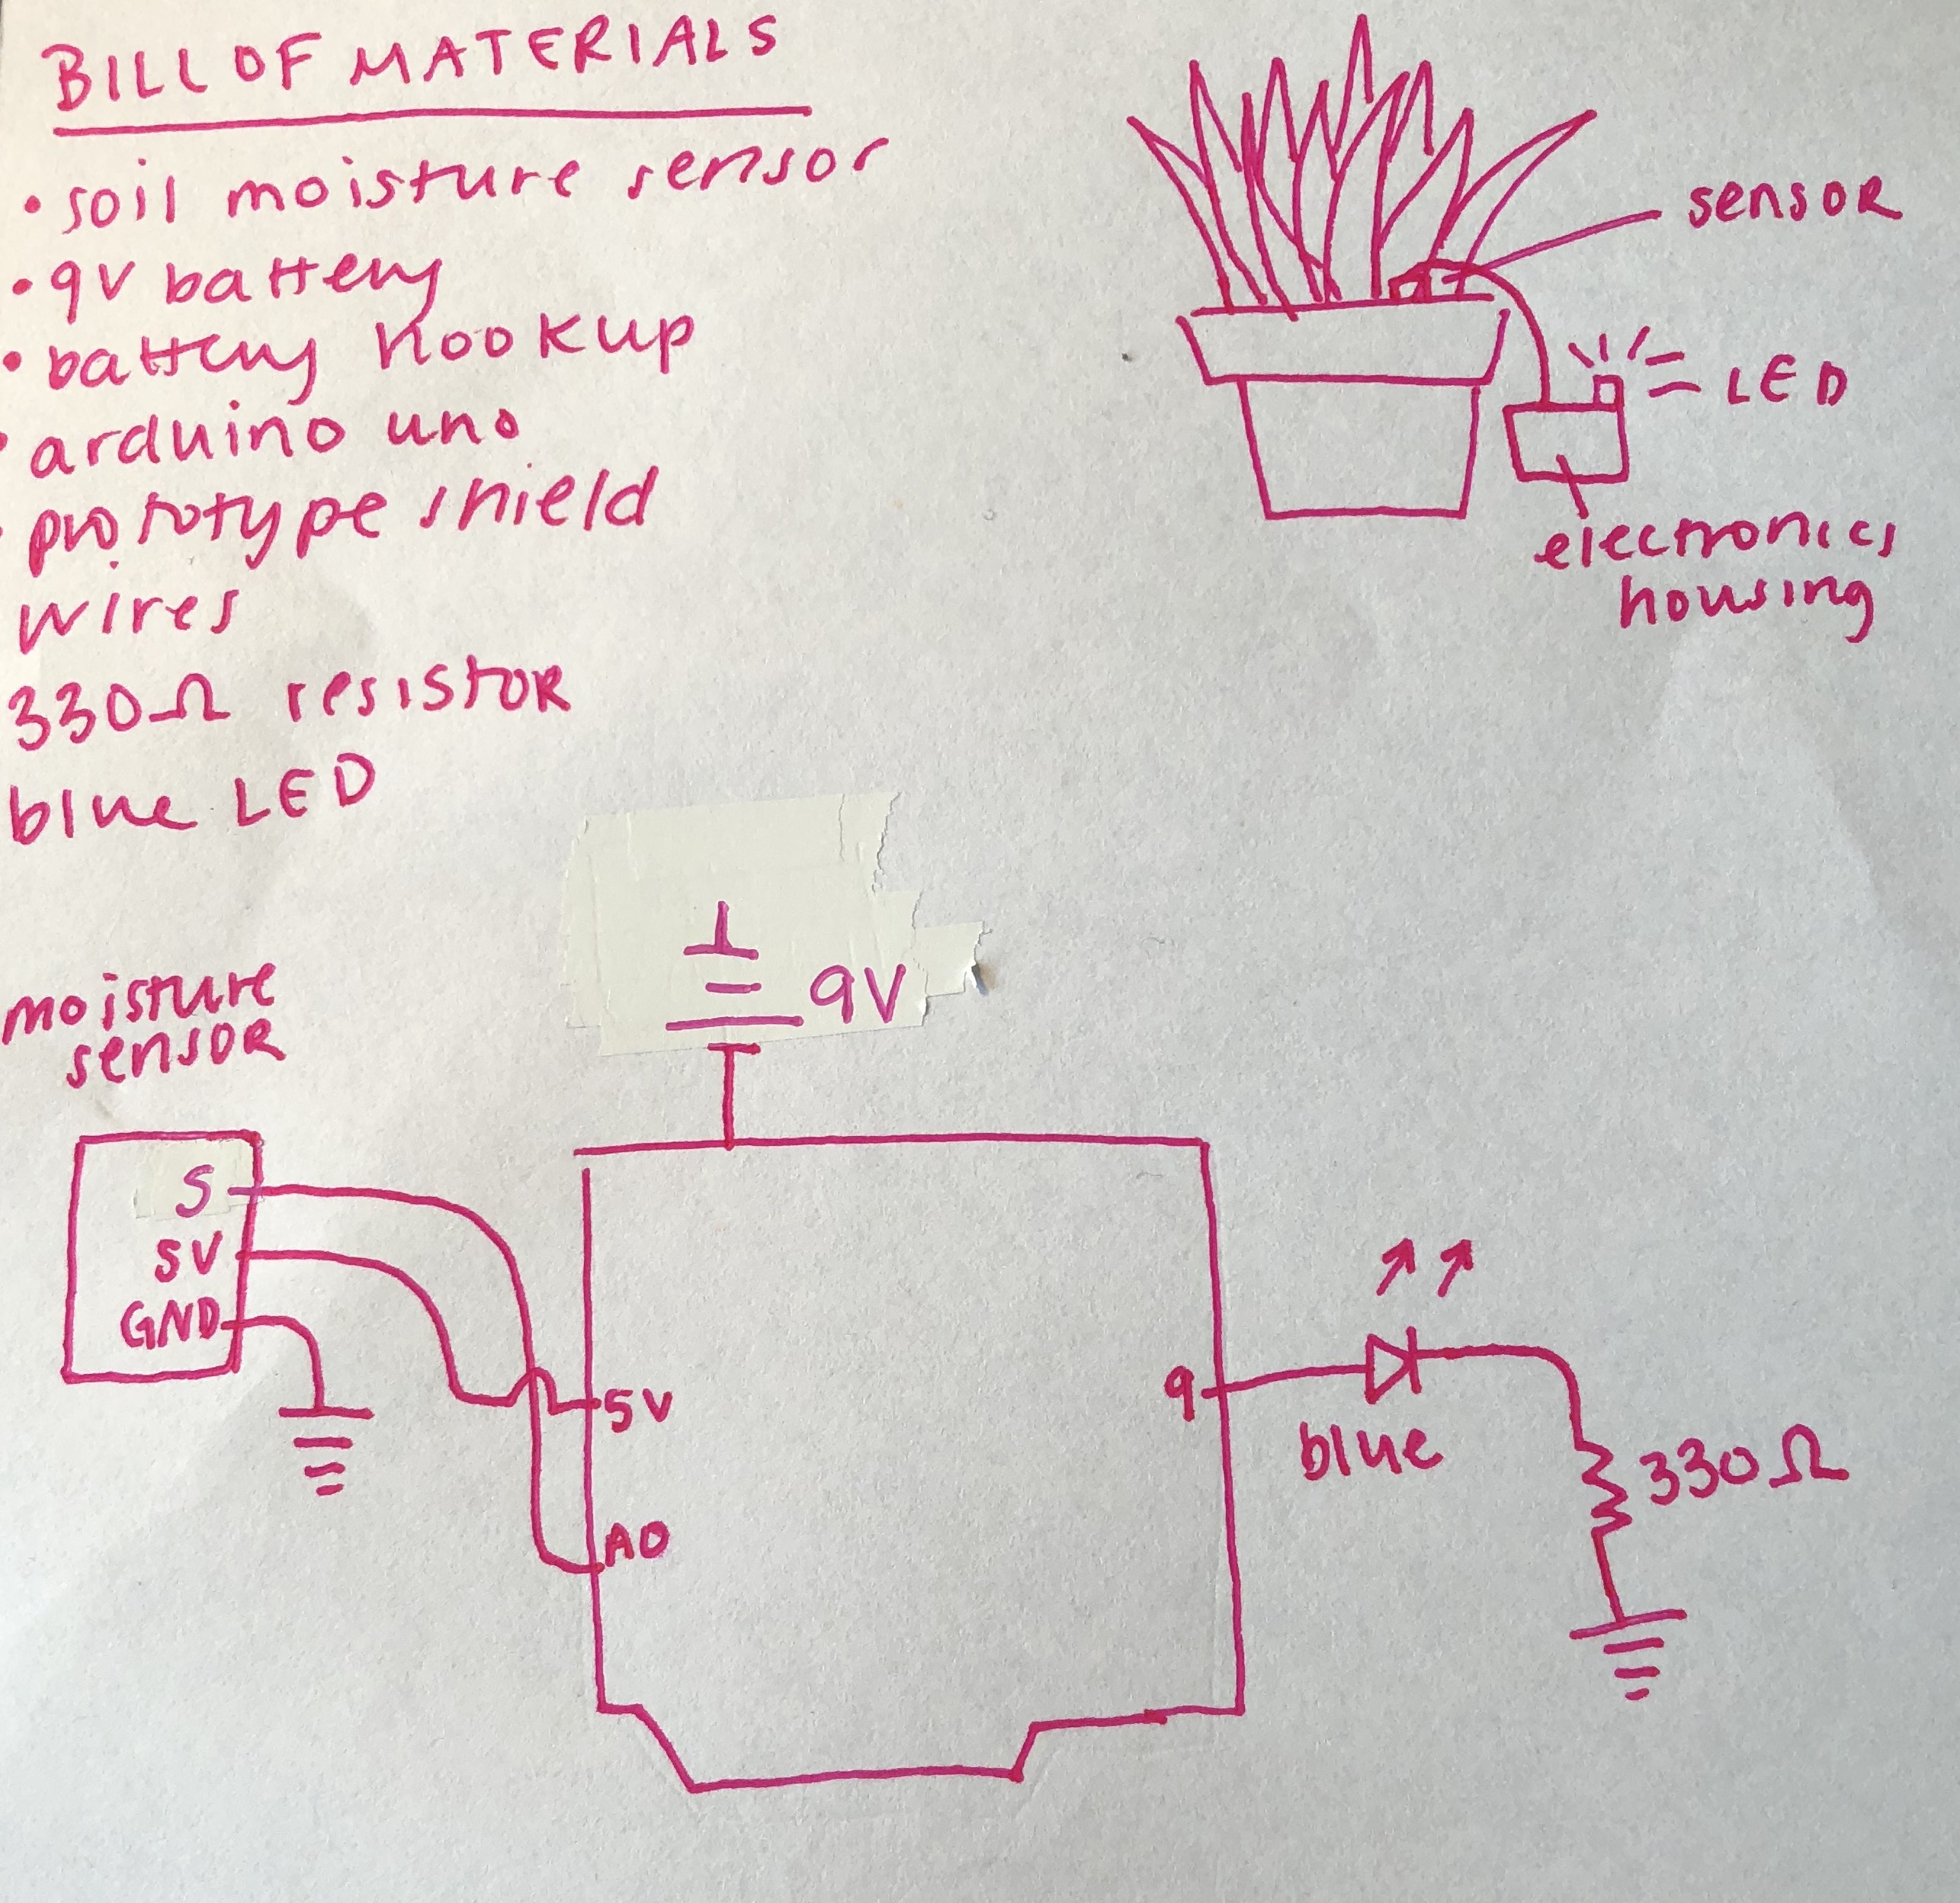 BILL OF MATERIALS
• soil moisture sensor
• 9V battery
• battery hookup
• arduino uno
• prototype shield
wires
330Ω resistor
blue LED
sensor
LED
electronics
housing
9V
moisture
sensor
S
5V
GND
5V
A0
9
blue
330Ω